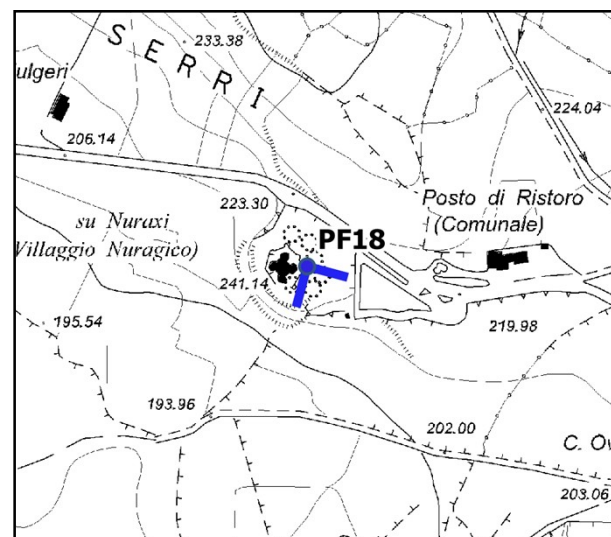 SERRI
233.38
ulgeri
206.14
224.04
Posto di Ristoro
(Comunale)
223.30
su Nuraxi
Villaggio Nuragico)
PF18
241.14
195.54
219.98
193.96
202.00
C. Ov
203.06